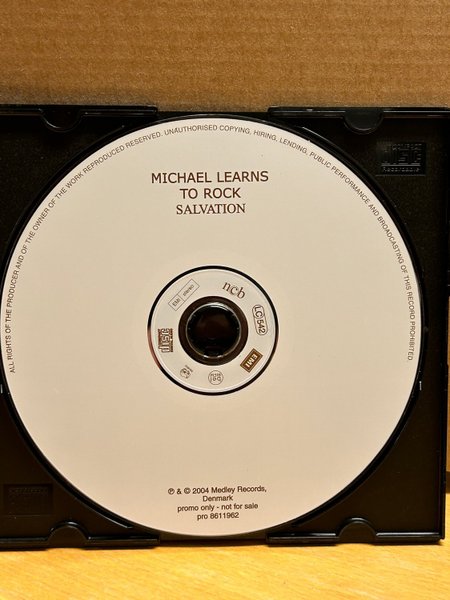 ALL RIGHTS OF THE PRODUCER AND OF THE OWNER OF THE WORK REPRODUCED RESERVED. UNAUTHORISED COPYING, HIRING, LENDING, PUBLIC PERFORMANCE AND BROADCASTING OF THIS RECORD PROHIBITED.
MICHAEL LEARNS
TO ROCK
SALVATION
ncb
LC 542
EMI
stereo
℗ & © 2004 Medley Records,
Denmark
promo only - not for sale
pro 8611962
Recordable